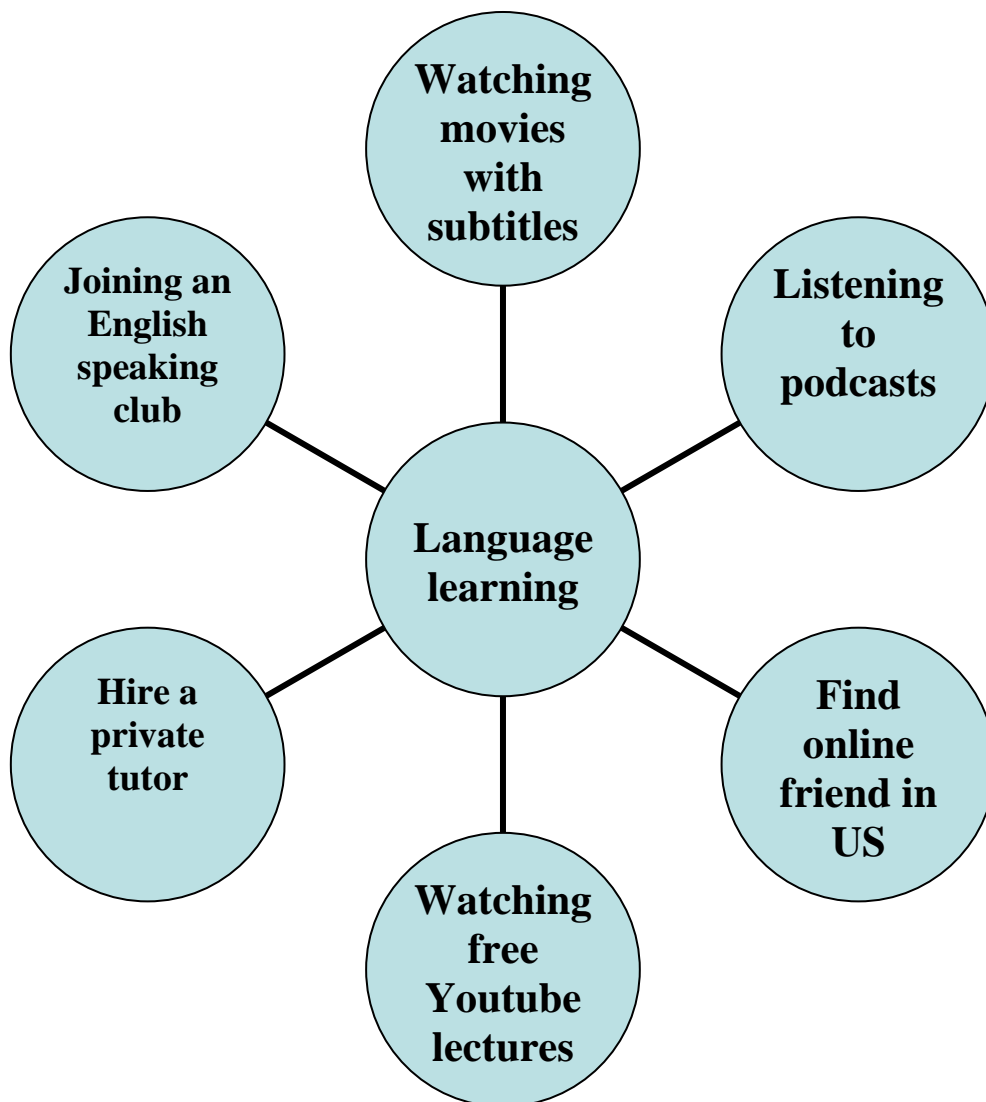 Watching
movies
with
subtitles
Joining an
English
speaking
club
Listening
to
podcasts
Language
learning
Hire a
private
tutor
Find
online
friend in
US
Watching
free
Youtube
lectures